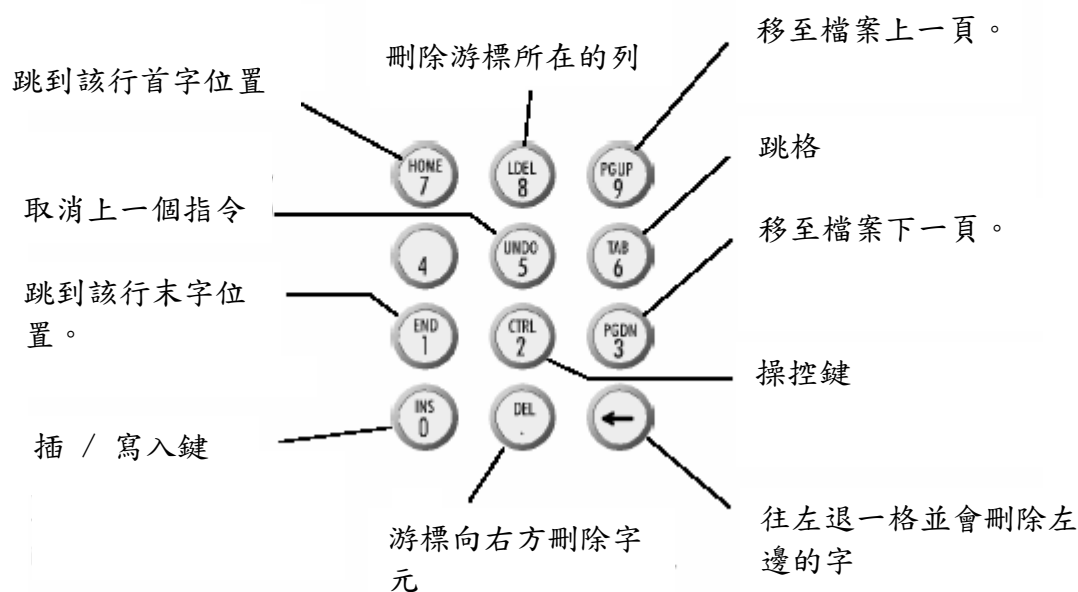 移至檔案上一頁。
刪除游標所在的列
跳到該行首字位置
HOME
7
LDEL
8
PGUP
9
跳格
取消上一個指令
4
UNDO
5
TAB
6
移至檔案下一頁。
跳到該行末字位
置。
END
1
CTRL
2
PGDN
3
操控鍵
INS
0
DEL
.
←
插 / 寫入鍵
游標向右方刪除字
元
往左退一格並會刪除左
邊的字